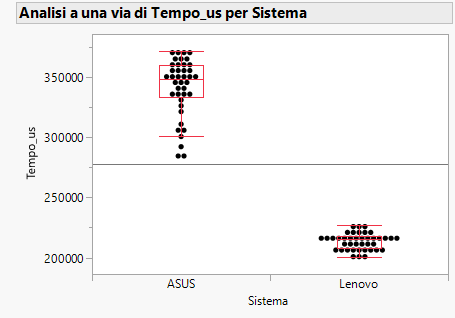 Analisi a una via di Tempo_us per Sistema
Tempo_us
350000
300000
250000
200000
ASUS Lenovo
Sistema